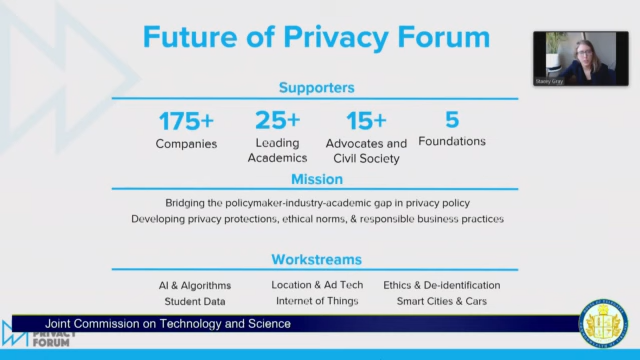 Future of Privacy Forum
Stacey Gray
Supporters
175+ 25+ 15+ 5
Companies Leading Academics Advocates and Civil Society Foundations
Mission
Bridging the policymaker-industry-academic gap in privacy policy
Developing privacy protections, ethical norms, & responsible business practices
Workstreams
AI & Algorithms Location & Ad Tech Ethics & De-identification
Student Data Internet of Things Smart Cities & Cars
Joint Commission on Technology and Science
PRIVACY
FORUM